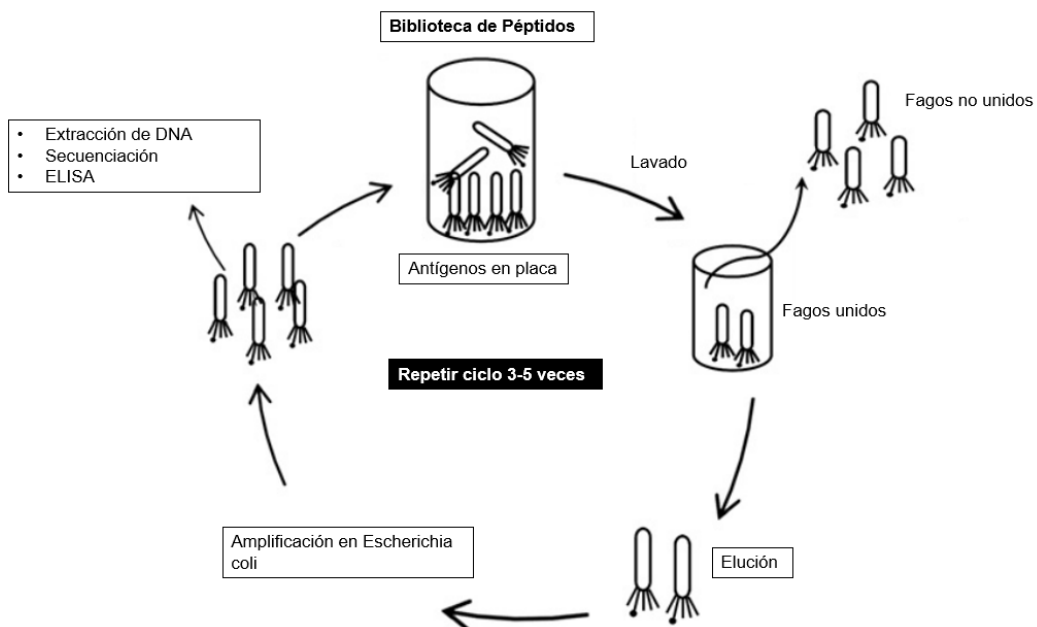 Biblioteca de Péptidos
Fagos no unidos
• Extracción de DNA
• Secuenciación
• ELISA
Lavado
Antígenos en placa
Fagos unidos
Repetir ciclo 3-5 veces
Amplificación en Escherichia
coli
Elución